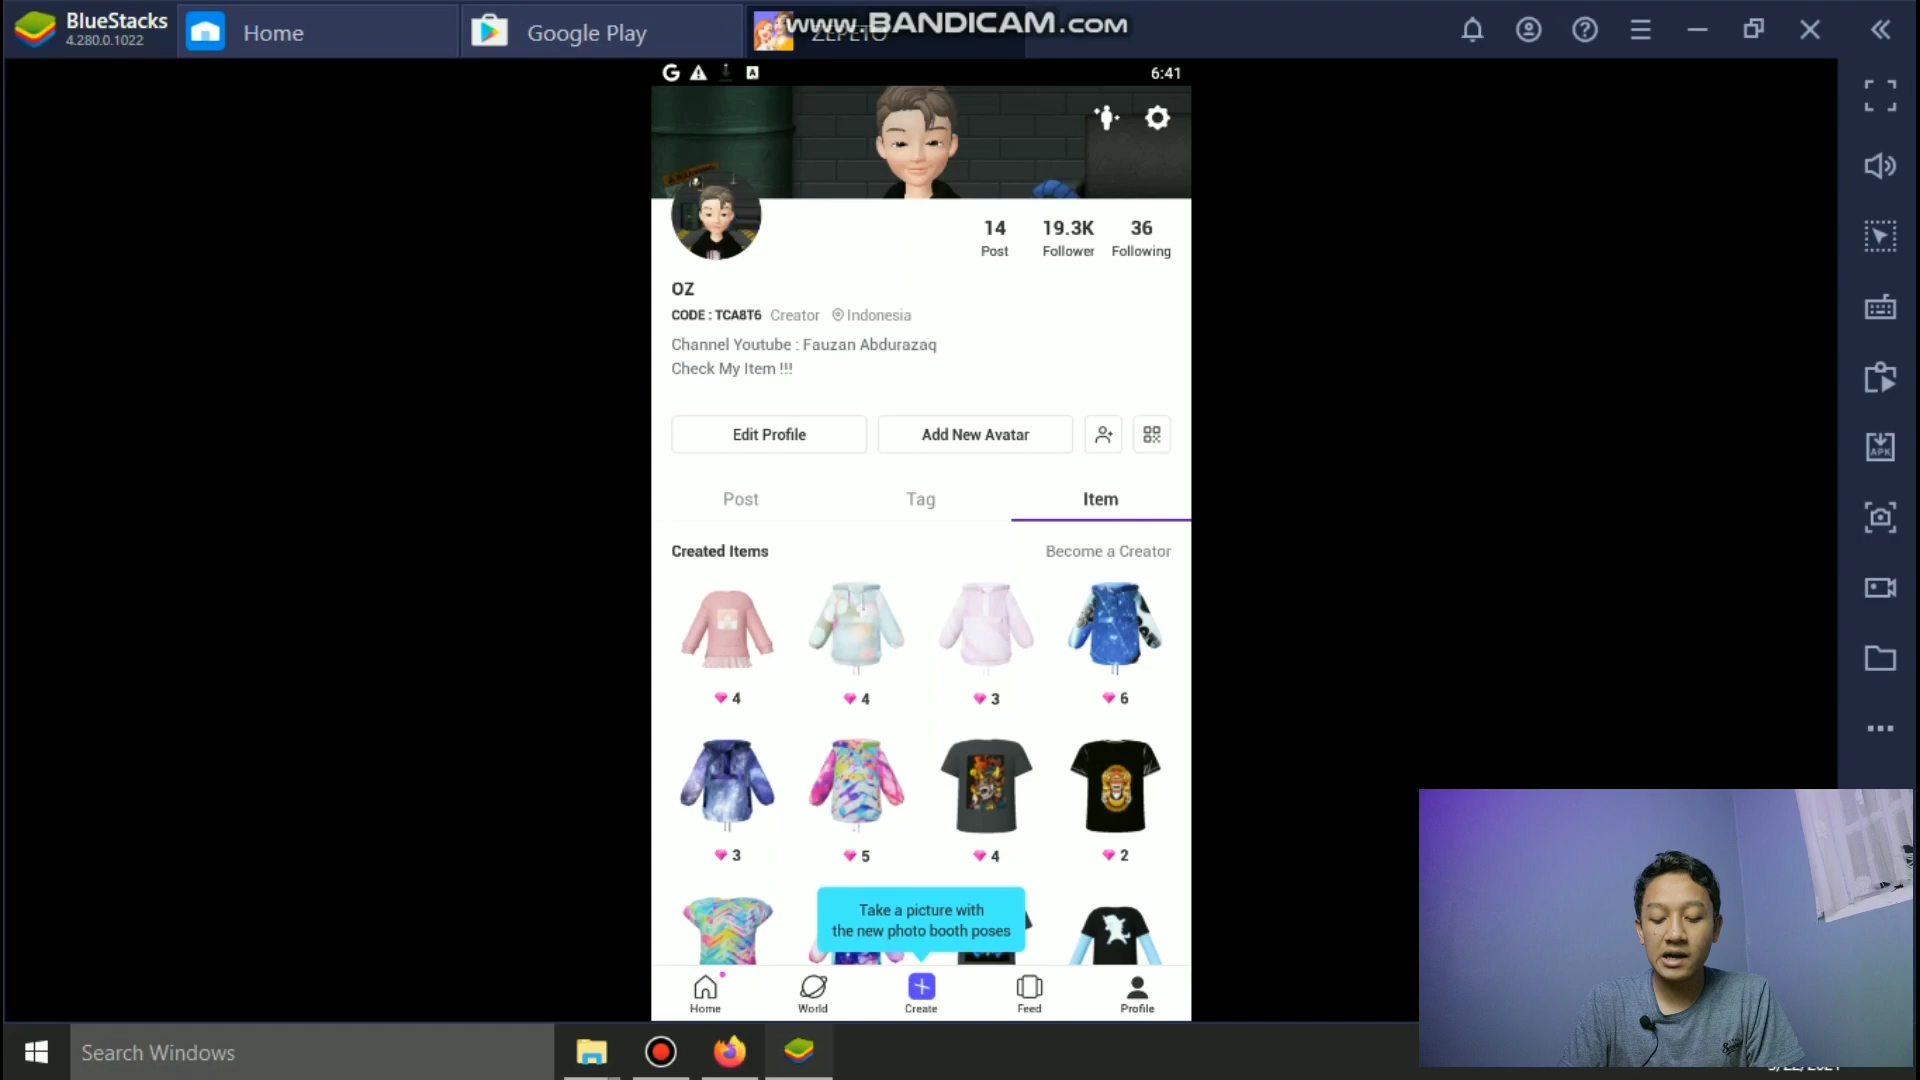 BlueStacks
4.280.0.1022
Home
Google Play
ZEPETO
www.BANDICAM.com
6:41
14
Post
19.3K
Follower
36
Following
OZ
CODE : TCA8T6 Creator Indonesia
Channel Youtube : Fauzan Abdurazaq
Check My Item !!!
Edit Profile
Add New Avatar
Post
Tag
Item
Created Items
Become a Creator
4
4
3
6
3
5
4
2
Take a picture with
the new photo booth poses
Home
World
Create
Feed
Profile
APK
Search Windows